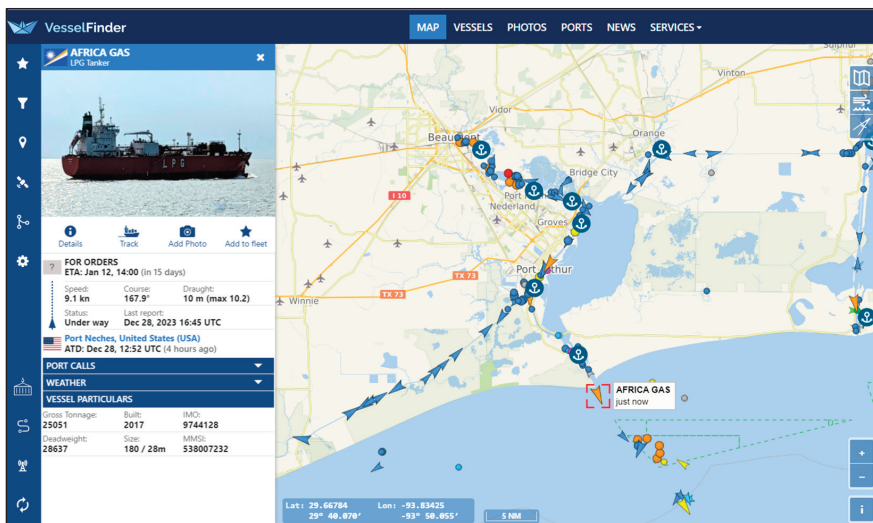 VesselFinder
MAP VESSELS PHOTOS PORTS NEWS SERVICES
AFRICA GAS
LPG Tanker
LPG
Details Track Add Photo Add to fleet
?
FOR ORDERS
ETA: Jan 12, 14:00 (in 15 days)
Speed: Course: Draught:
9.1 kn 167.9° 10 m (max 10.2)
Status: Last report:
Under way Dec 28, 2023 16:45 UTC
Port Neches, United States (USA)
ATD: Dec 28, 12:52 UTC (4 hours ago)
PORT CALLS
WEATHER
VESSEL PARTICULARS
Gross Tonnage: Built: IMO:
25051 2017 9744128
Deadweight: Size: MMSI:
28637 180 / 28m 538007232
Sulphur
Vinton
Vidor
Beaumont
Orange
Bridge City
I 10
Port
Nederland
Groves
Port Arthur
TX 73
TX 73
Winnie
AFRICA GAS
just now
+
−
i
Lat: 29.66784 Lon: -93.83425
29° 40.070' -93° 50.055'
5 NM